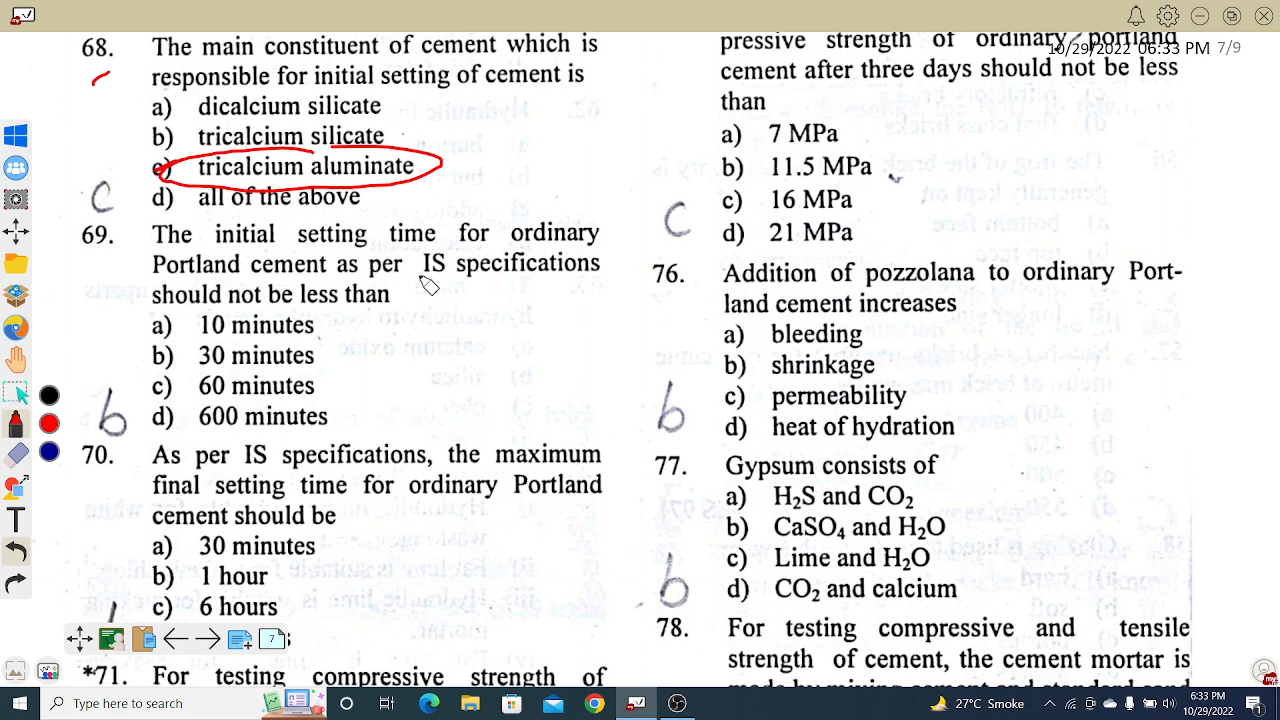 10/29/2022 06:33 PM 7/9
68. The main constituent of cement which is
responsible for initial setting of cement is
a) dicalcium silicate
b) tricalcium silicate
c) tricalcium aluminate
c
d) all of the above
69. The initial setting time for ordinary
Portland cement as per IS specifications
should not be less than
a) 10 minutes
b) 30 minutes
c) 60 minutes
b
d) 600 minutes
70. As per IS specifications, the maximum
final setting time for ordinary Portland
cement should be
a) 30 minutes
b) 1 hour
c) 6 hours
*71. For testing compressive strength of
pressive strength of ordinary portland
cement after three days should not be less
than
a) 7 MPa
b) 11.5 MPa
c) 16 MPa
c
d) 21 MPa
76. Addition of pozzolana to ordinary Port-
land cement increases
a) bleeding
b) shrinkage
c) permeability
b
d) heat of hydration
77. Gypsum consists of
a) H₂S and CO₂
b) CaSO₄ and H₂O
c) Lime and H₂O
b
d) CO₂ and calcium
78. For testing compressive and tensile
strength of cement, the cement mortar is
T
7
Type here to search
27°C Smoke
6:33 PM
10/29/2022